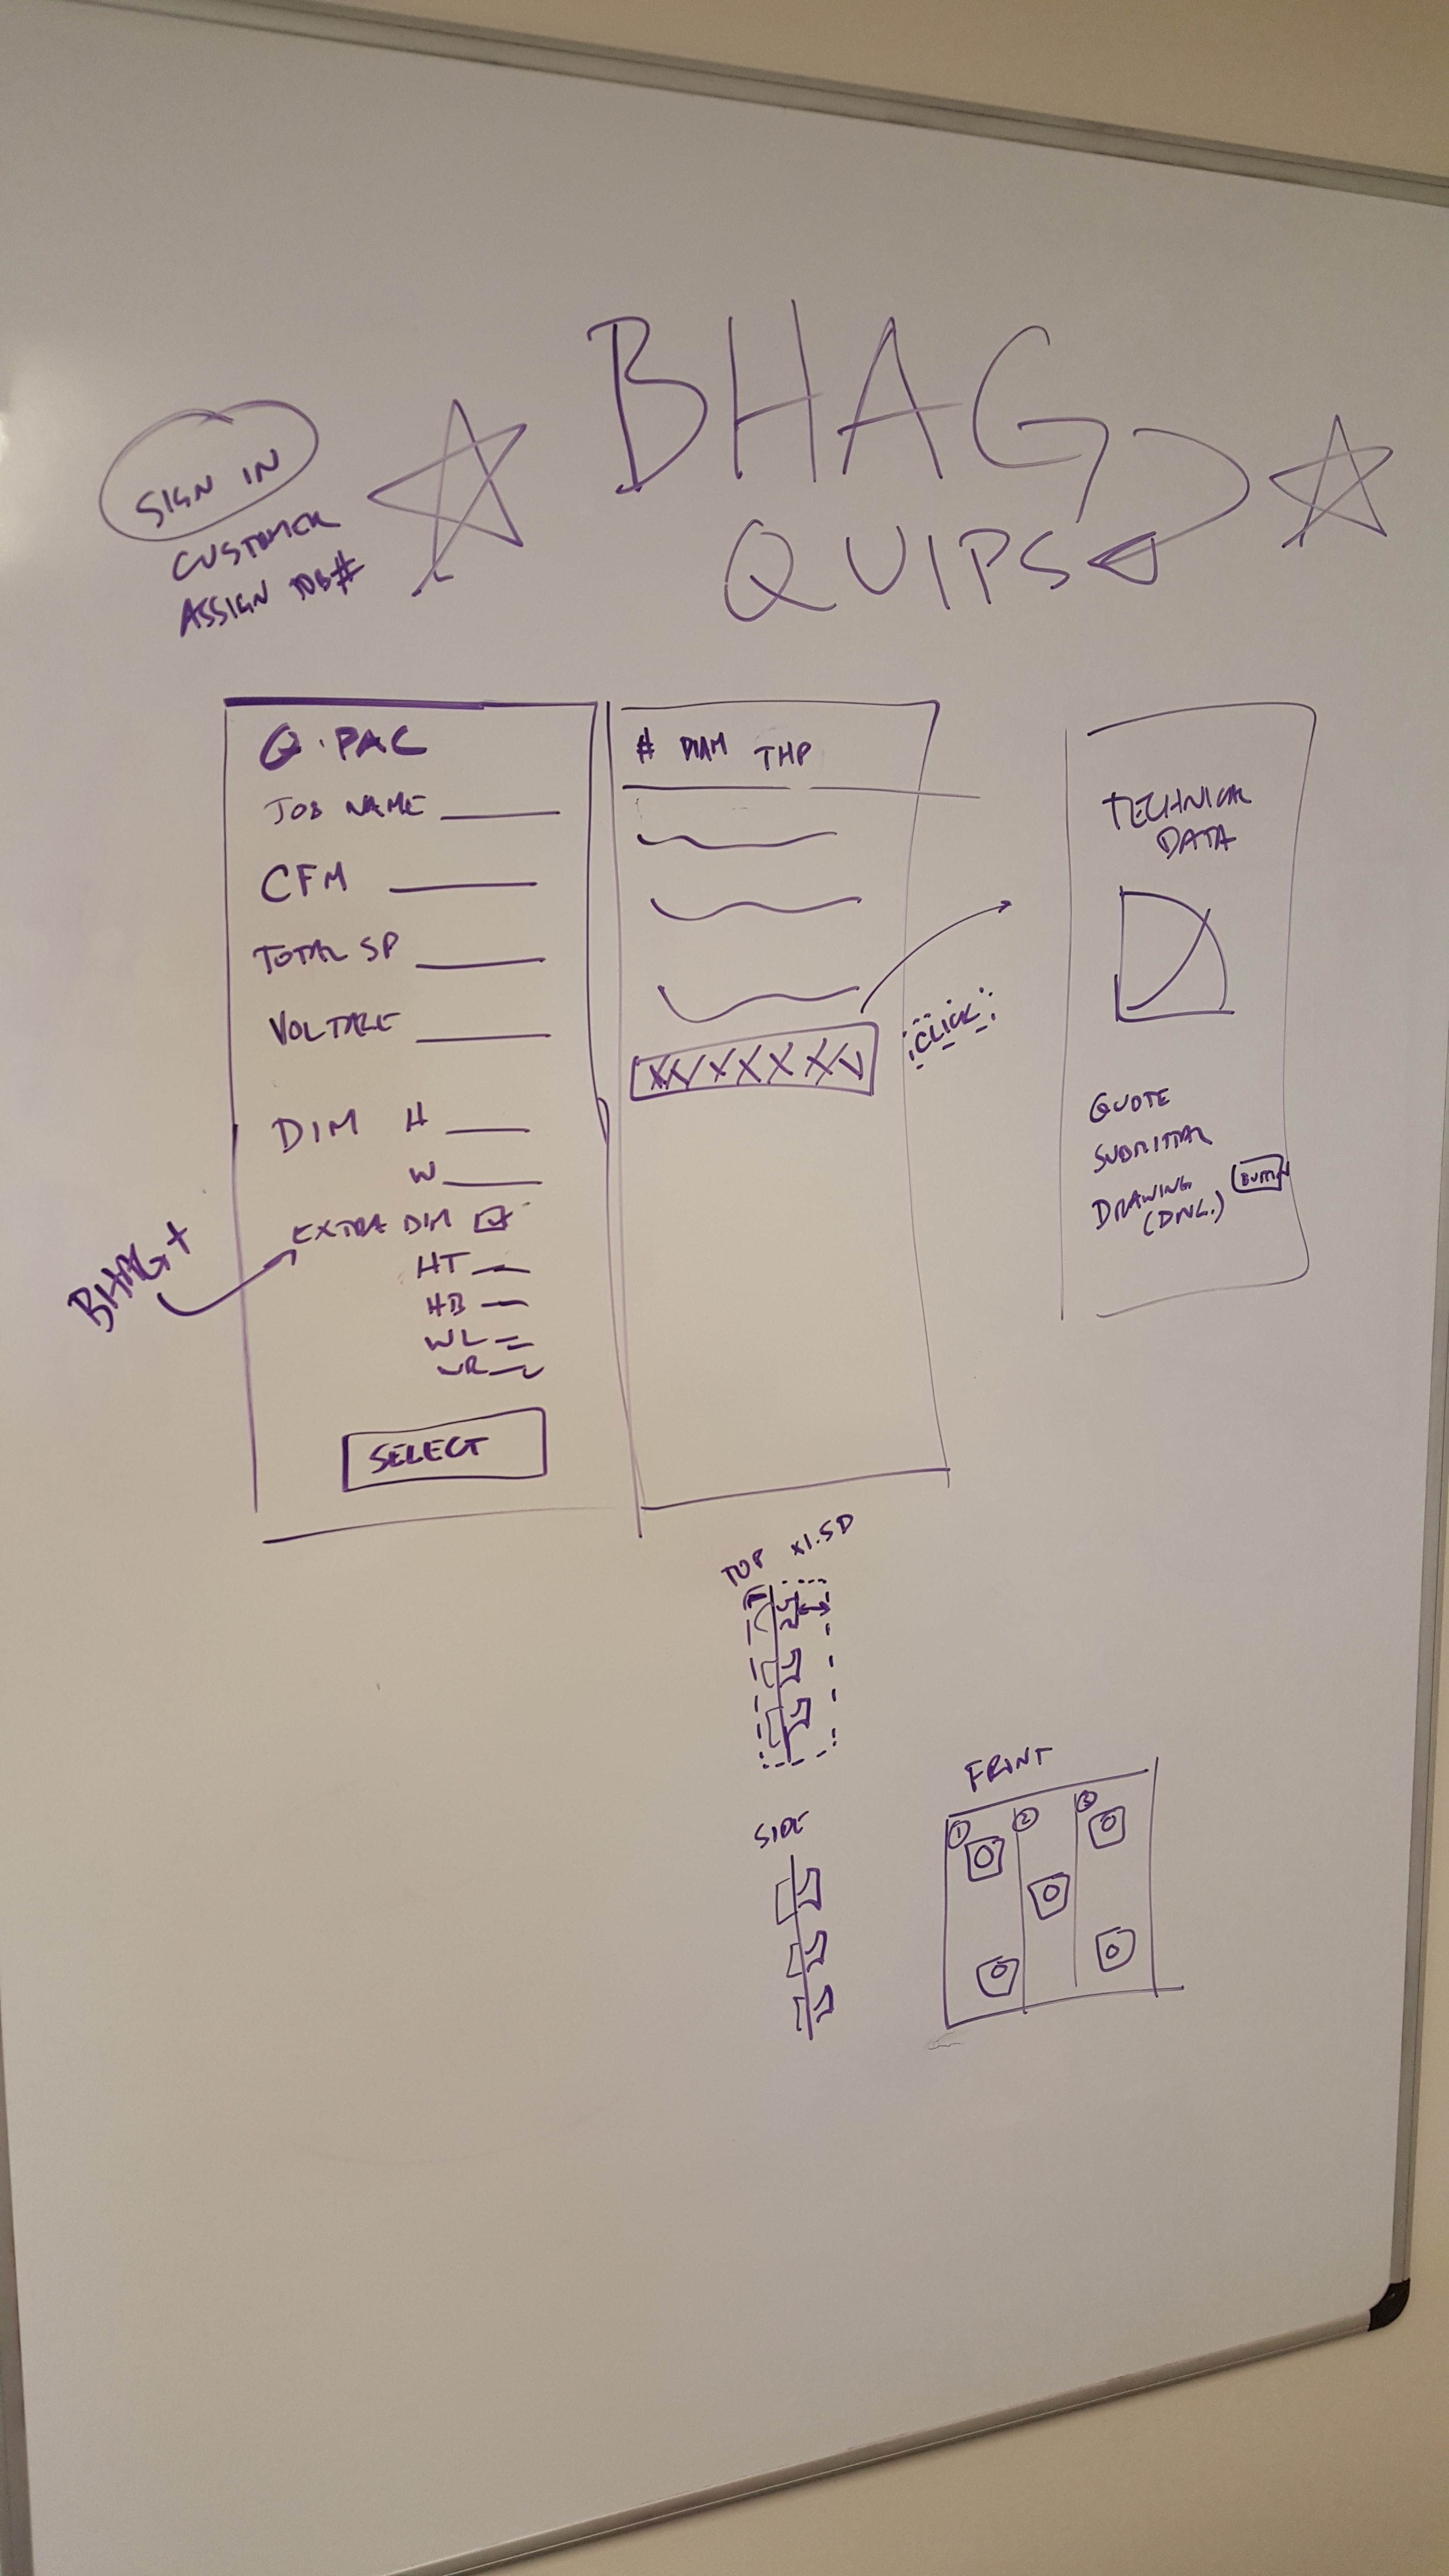 BHAG
QUIPS
SIGN IN
CUSTOMER
ASSIGN JOB#
Q.PAC
JOB NAME
CFM
TOTAL SP
VOLTAGE
DIM H
W
EXTRA DIM
HT
HB
WL
WR
SELECT
BHAG+
# DIAM THP
XXXXXXX
CLICK
TECHNICAL
DATA
QUOTE
SUBMITTAL
DRAWING
(DNL.)
BUTTON
TOP X1.5D
SIDE
FRONT
1 2 3